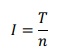 I = T/n